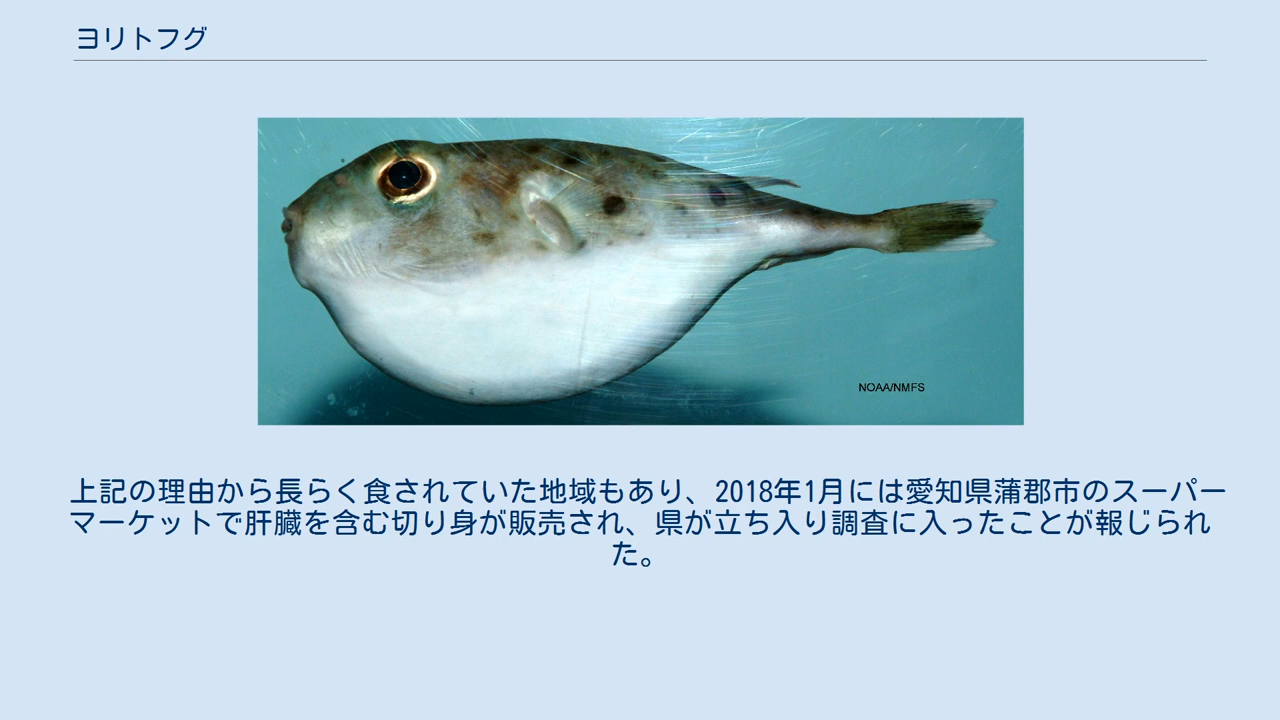 ヨリトフグ
NOAA/NMFS
上記の理由から長らく食されていた地域もあり、2018年1月には愛知県蒲郡市のスーパー
マーケットで肝臓を含む切り身が販売され、県が立ち入り調査に入ったことが報じられ
た。